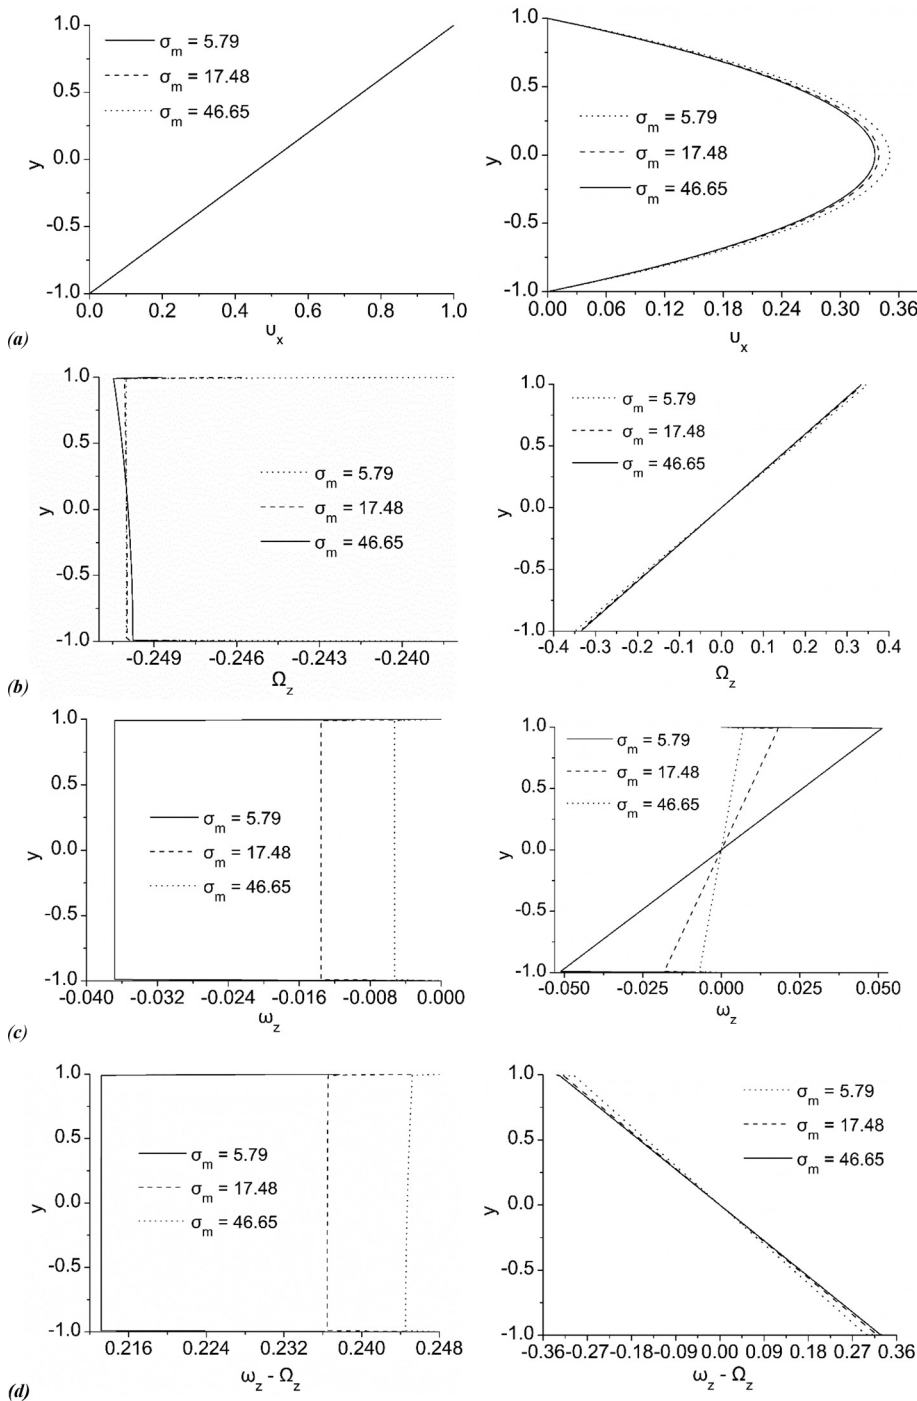 1.0
0.5
0.0
-0.5
-1.0
y
σm = 5.79
σm = 17.48
σm = 46.65
0.0 0.2 0.4 0.6 0.8 1.0
υx
1.0
0.5
0.0
-0.5
-1.0
y
σm = 5.79
σm = 17.48
σm = 46.65
0.00 0.06 0.12 0.18 0.24 0.30 0.36
υx
(a)
1.0
0.5
0.0
-0.5
-1.0
y
σm = 5.79
σm = 17.48
σm = 46.65
-0.249 -0.246 -0.243 -0.240
Ωz
1.0
0.5
0.0
-0.5
-1.0
y
σm = 5.79
σm = 17.48
σm = 46.65
-0.4 -0.3 -0.2 -0.1 0.0 0.1 0.2 0.3 0.4
Ωz
(b)
1.0
0.5
0.0
-0.5
-1.0
y
σm = 5.79
σm = 17.48
σm = 46.65
-0.040 -0.032 -0.024 -0.016 -0.008 0.000
ωz
1.0
0.5
0.0
-0.5
-1.0
y
σm = 5.79
σm = 17.48
σm = 46.65
-0.050 -0.025 0.000 0.025 0.050
ωz
(c)
1.0
0.5
0.0
-0.5
-1.0
y
σm = 5.79
σm = 17.48
σm = 46.65
0.216 0.224 0.232 0.240 0.248
ωz - Ωz
1.0
0.5
0.0
-0.5
-1.0
y
σm = 5.79
σm = 17.48
σm = 46.65
-0.36 -0.27 -0.18 -0.09 0.00 0.09 0.18 0.27 0.36
ωz - Ωz
(d)